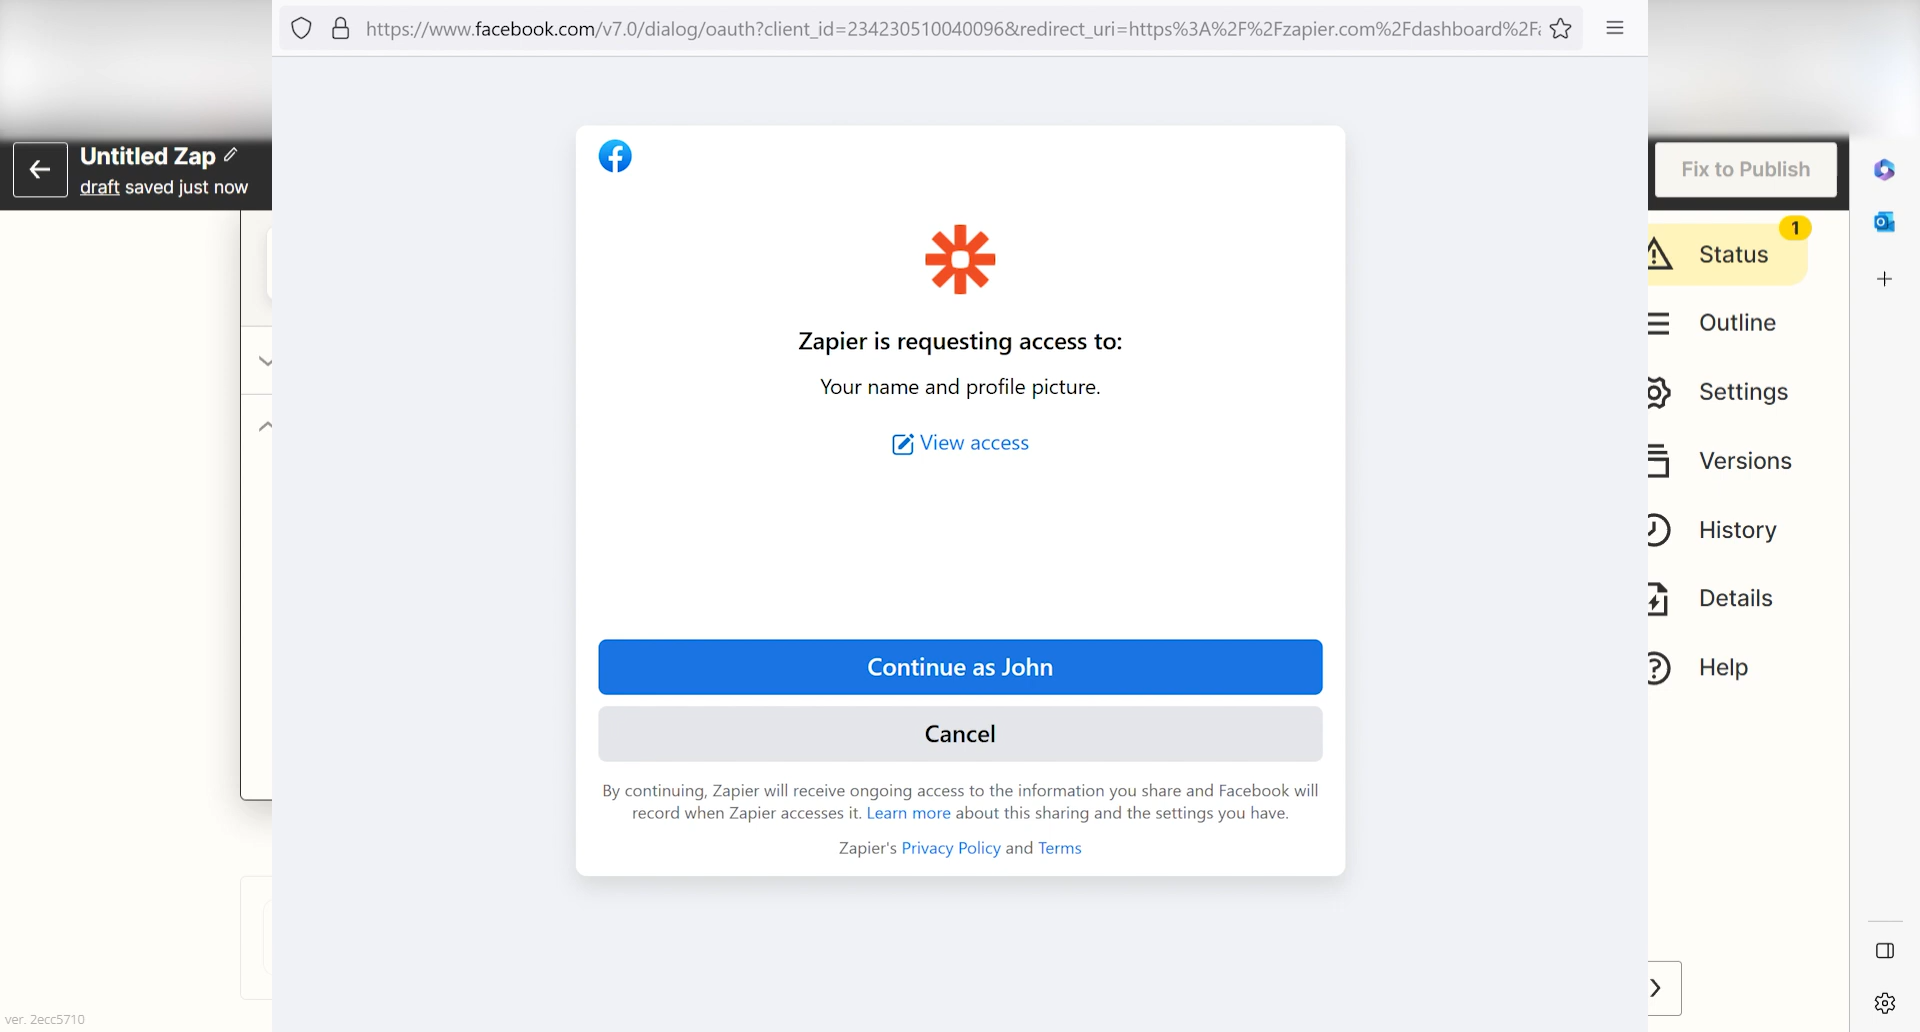 https://www.facebook.com/v7.0/dialog/oauth?client_id=234230510040096&redirect_uri=https%3A%2F%2Fzapier.com%2Fdashboard%2F
Untitled Zap
draft saved just now
Fix to Publish
1
Status
Outline
Settings
Versions
History
Details
Help
Zapier is requesting access to:
Your name and profile picture.
View access
Continue as John
Cancel
By continuing, Zapier will receive ongoing access to the information you share and Facebook will
record when Zapier accesses it. Learn more about this sharing and the settings you have.
Zapier's Privacy Policy and Terms
ver. 2ecc5710